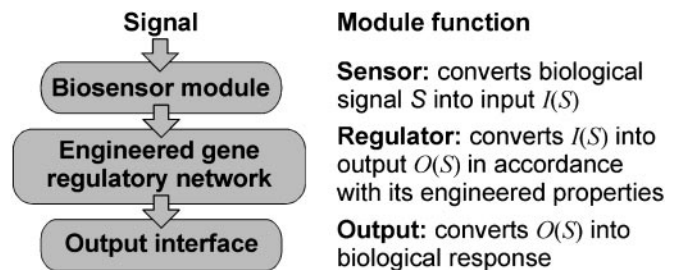 Signal
Module function
Biosensor module
Sensor: converts biological
signal S into input I(S)
Engineered gene
regulatory network
Regulator: converts I(S) into
output O(S) in accordance
with its engineered properties
Output interface
Output: converts O(S) into
biological response